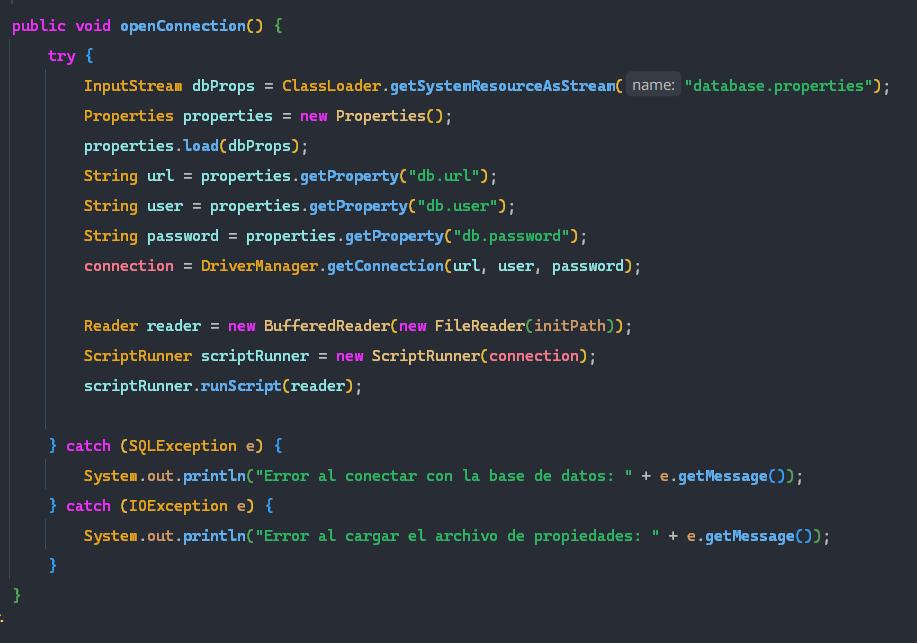 public void openConnection() {
    try {
        InputStream dbProps = ClassLoader.getSystemResourceAsStream( name: "database.properties");
        Properties properties = new Properties();
        properties.load(dbProps);
        String url = properties.getProperty("db.url");
        String user = properties.getProperty("db.user");
        String password = properties.getProperty("db.password");
        connection = DriverManager.getConnection(url, user, password);

        Reader reader = new BufferedReader(new FileReader(initPath));
        ScriptRunner scriptRunner = new ScriptRunner(connection);
        scriptRunner.runScript(reader);

    } catch (SQLException e) {
        System.out.println("Error al conectar con la base de datos: " + e.getMessage());
    } catch (IOException e) {
        System.out.println("Error al cargar el archivo de propiedades: " + e.getMessage());
    }
}